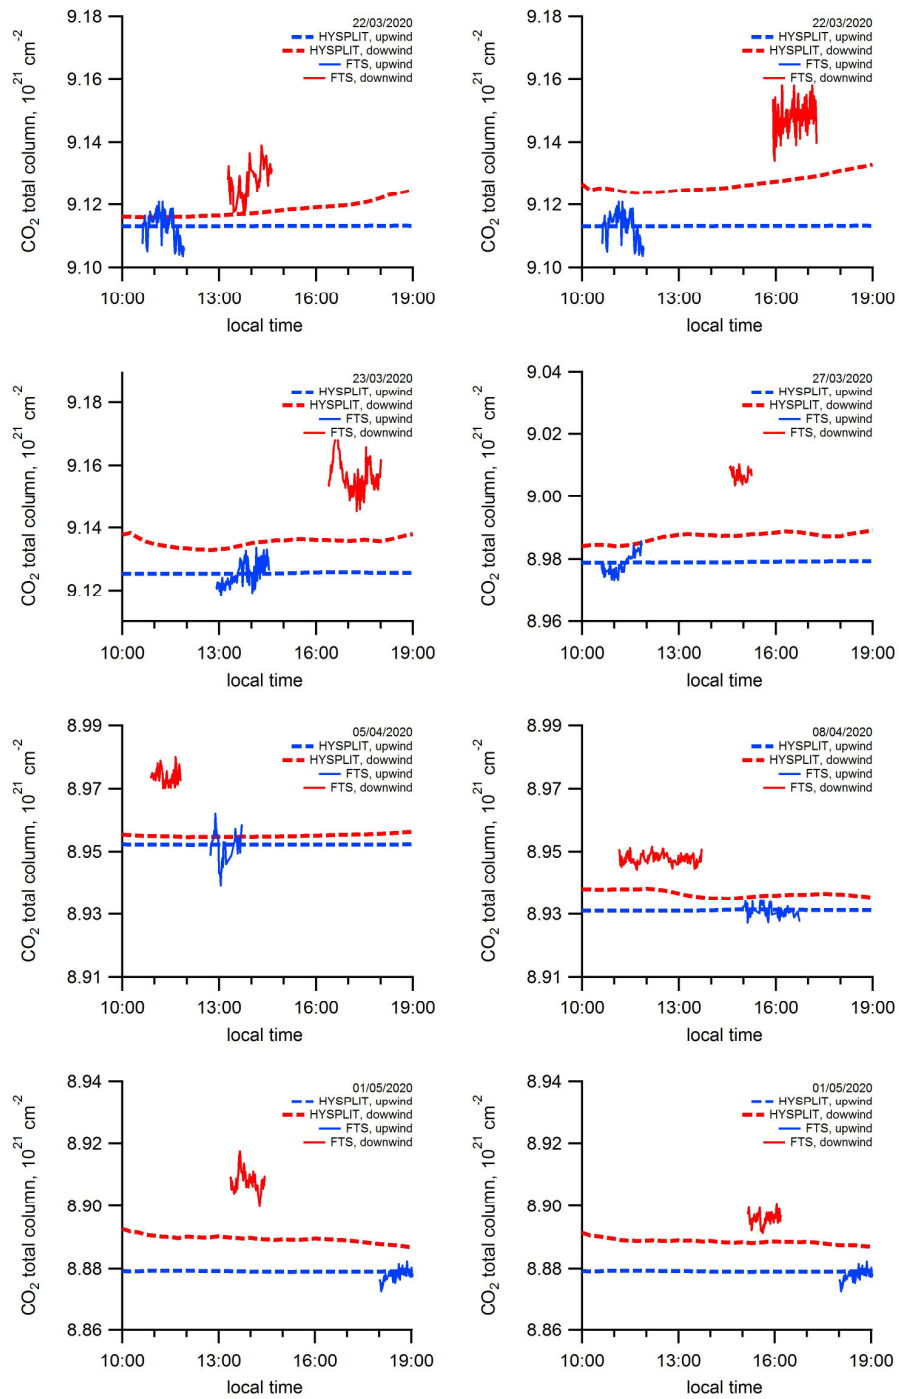 9.18
9.16
9.14
9.12
9.10
CO2 total column, 10^21 cm^-2
22/03/2020
HYSPLIT, upwind
HYSPLIT, dowwind
FTS, upwind
FTS, downwind
10:00 13:00 16:00 19:00
local time
9.18
9.16
9.14
9.12
9.10
CO2 total column, 10^21 cm^-2
22/03/2020
HYSPLIT, upwind
HYSPLIT, downwind
FTS, upwind
FTS, downwind
10:00 13:00 16:00 19:00
local time
9.18
9.16
9.14
9.12
CO2 total column, 10^21 cm^-2
23/03/2020
HYSPLIT, upwind
HYSPLIT, dowwind
FTS, upwind
FTS, downwind
10:00 13:00 16:00 19:00
local time
9.04
9.02
9.00
8.98
8.96
CO2 total column, 10^21 cm^-2
27/03/2020
HYSPLIT, upwind
HYSPLIT, dowwind
FTS, upwind
FTS, downwind
10:00 13:00 16:00 19:00
local time
8.99
8.97
8.95
8.93
8.91
CO2 total column, 10^21 cm^-2
05/04/2020
HYSPLIT, upwind
HYSPLIT, dowwind
FTS, upwind
FTS, downwind
10:00 13:00 16:00 19:00
local time
8.99
8.97
8.95
8.93
8.91
CO2 total column, 10^21 cm^-2
08/04/2020
HYSPLIT, upwind
HYSPLIT, dowwind
FTS, upwind
FTS, downwind
10:00 13:00 16:00 19:00
local time
8.94
8.92
8.90
8.88
8.86
CO2 total column, 10^21 cm^-2
01/05/2020
HYSPLIT, upwind
HYSPLIT, dowwind
FTS, upwind
FTS, downwind
10:00 13:00 16:00 19:00
local time
8.94
8.92
8.90
8.88
8.86
CO2 total column, 10^21 cm^-2
01/05/2020
HYSPLIT, upwind
HYSPLIT, dowwind
FTS, upwind
FTS, downwind
10:00 13:00 16:00 19:00
local time